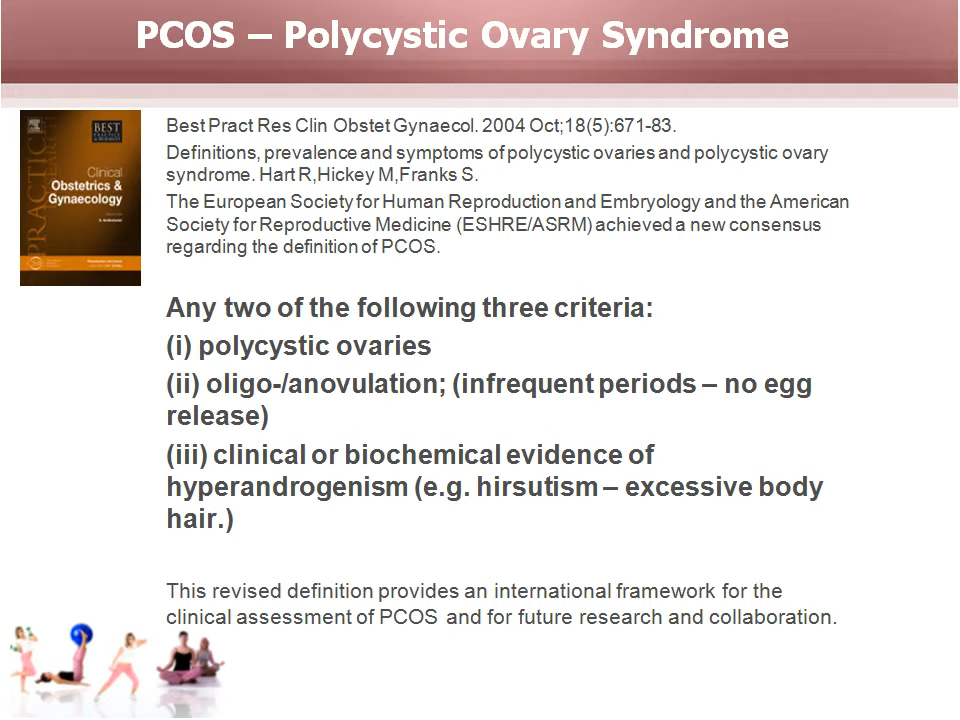 PCOS – Polycystic Ovary Syndrome
BEST
PRACTICE
Clinical
Obstetrics &
Gynaecology
Best Pract Res Clin Obstet Gynaecol. 2004 Oct;18(5):671-83.
Definitions, prevalence and symptoms of polycystic ovaries and polycystic ovary
syndrome. Hart R,Hickey M,Franks S.
The European Society for Human Reproduction and Embryology and the American
Society for Reproductive Medicine (ESHRE/ASRM) achieved a new consensus
regarding the definition of PCOS.
Any two of the following three criteria:
(i) polycystic ovaries
(ii) oligo-/anovulation; (infrequent periods – no egg
release)
(iii) clinical or biochemical evidence of
hyperandrogenism (e.g. hirsutism – excessive body
hair.)
This revised definition provides an international framework for the
clinical assessment of PCOS and for future research and collaboration.